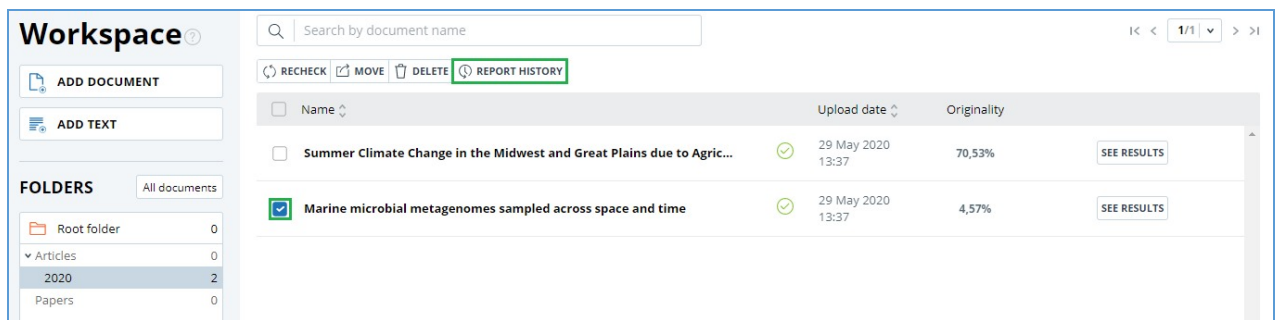 Workspace
ADD DOCUMENT
ADD TEXT
FOLDERS All documents
Root folder 0
Articles 0
2020 2
Papers 0
Search by document name
1/1
RECHECK MOVE DELETE REPORT HISTORY
Name Upload date Originality
Summer Climate Change in the Midwest and Great Plains due to Agric... 29 May 2020 70,53% SEE RESULTS
13:37
Marine microbial metagenomes sampled across space and time 29 May 2020 4,57% SEE RESULTS
13:37